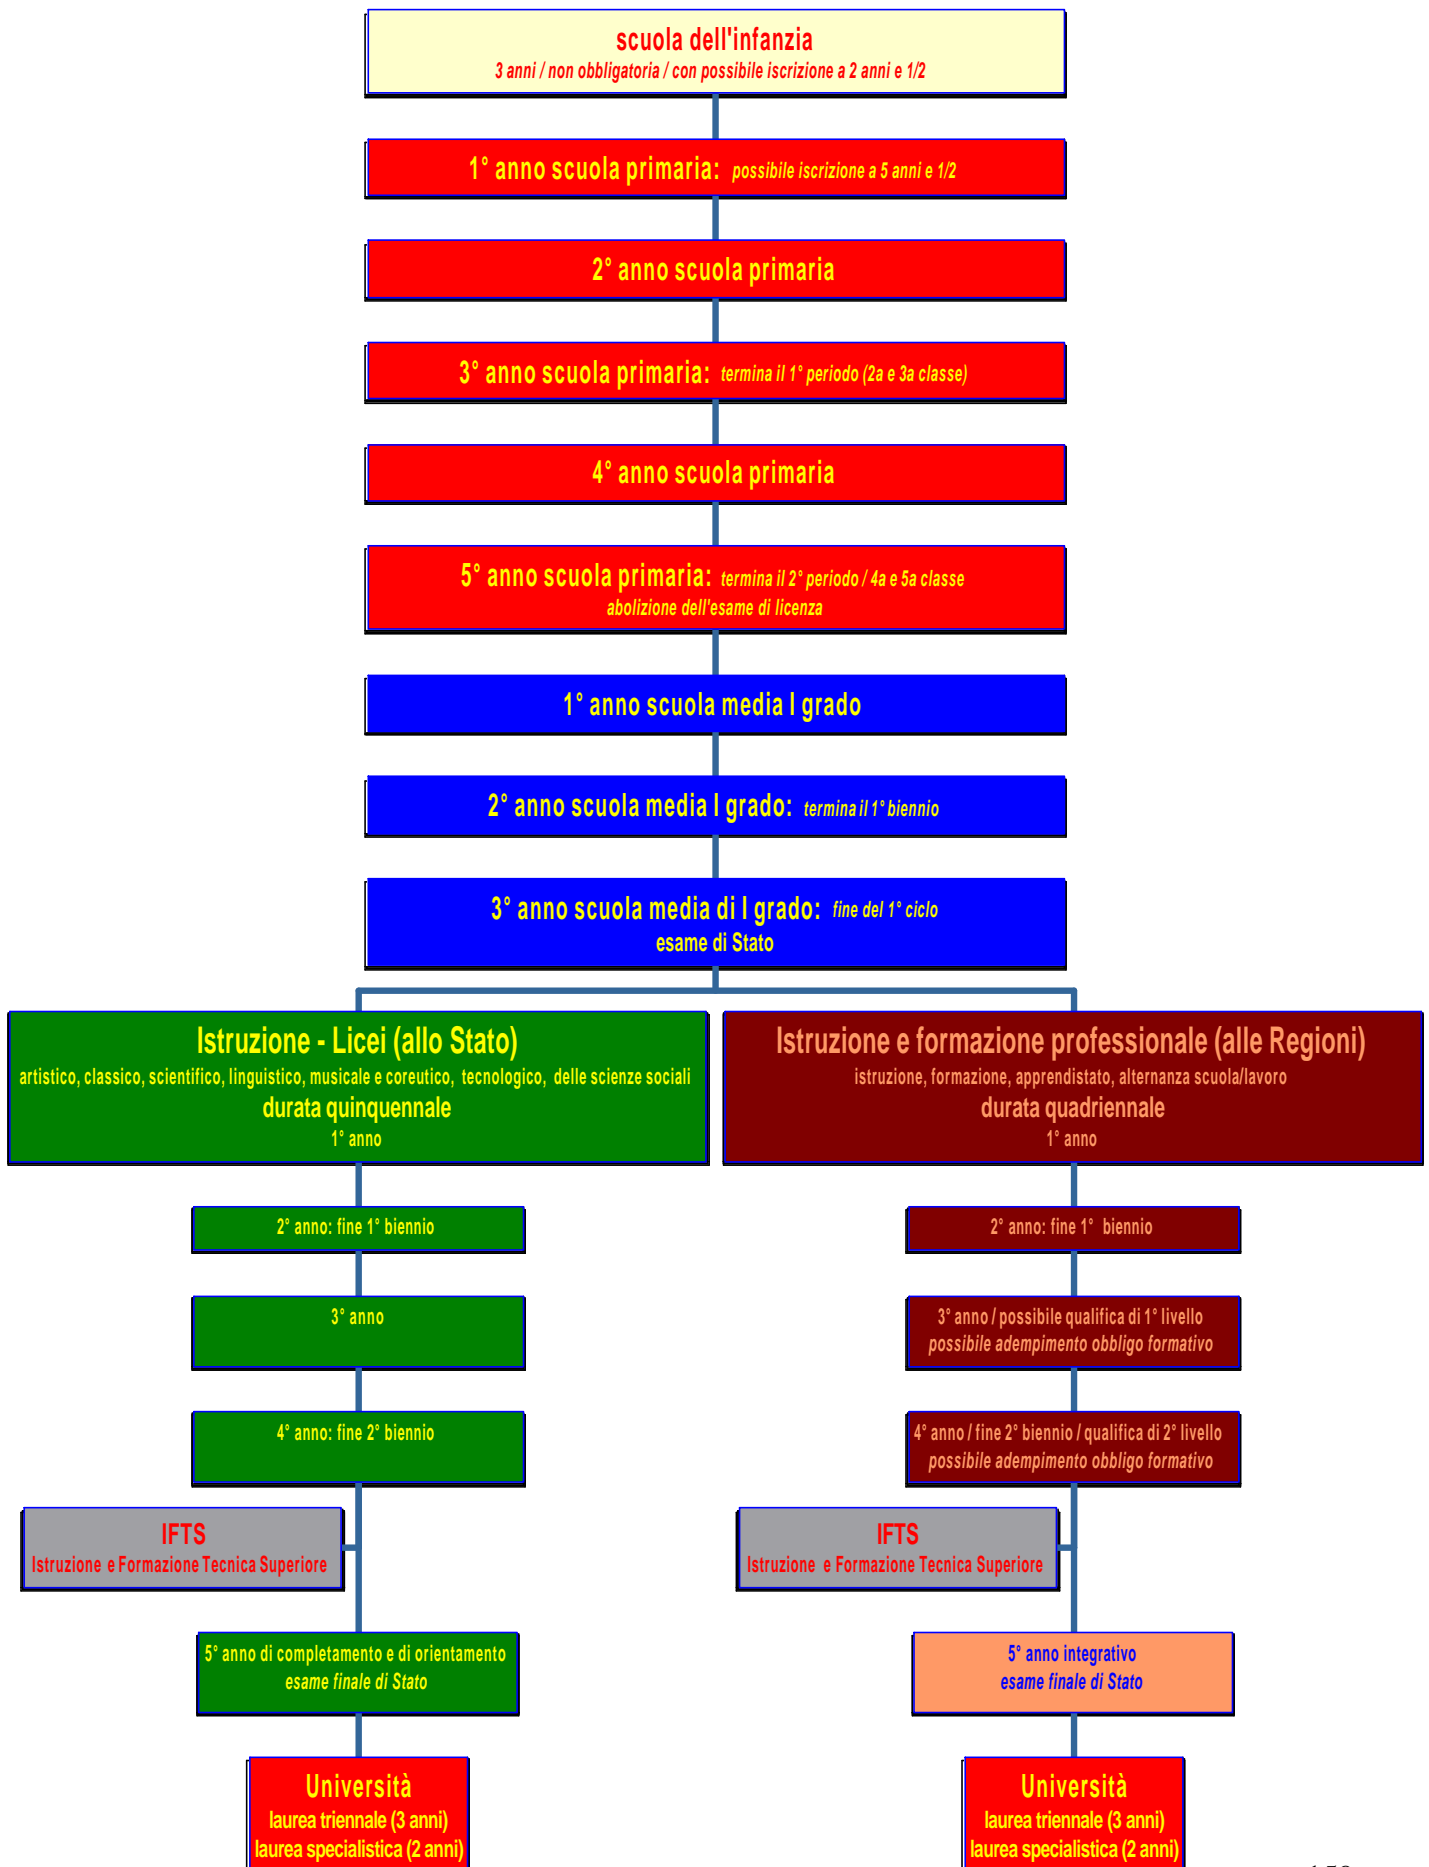 scuola dell'infanzia
3 anni / non obbligatoria / con possibile iscrizione a 2 anni e 1/2
1° anno scuola primaria: possibile iscrizione a 5 anni e 1/2
2° anno scuola primaria
3° anno scuola primaria: termina il 1° periodo (2a e 3a classe)
4° anno scuola primaria
5° anno scuola primaria: termina il 2° periodo / 4a e 5a classe
abolizione dell'esame di licenza
1° anno scuola media I grado
2° anno scuola media I grado: termina il 1° biennio
3° anno scuola media di I grado: fine del 1° ciclo
esame di Stato
Istruzione - Licei (allo Stato)
artistico, classico, scientifico, linguistico, musicale e coreutico, tecnologico, delle scienze sociali
durata quinquennale
1° anno
Istruzione e formazione professionale (alle Regioni)
istruzione, formazione, apprendistato, alternanza scuola/lavoro
durata quadriennale
1° anno
2° anno: fine 1° biennio
2° anno: fine 1° biennio
3° anno
3° anno / possibile qualifica di 1° livello
possibile adempimento obbligo formativo
4° anno: fine 2° biennio
4° anno / fine 2° biennio / qualifica di 2° livello
possibile adempimento obbligo formativo
IFTS
Istruzione e Formazione Tecnica Superiore
IFTS
Istruzione e Formazione Tecnica Superiore
5° anno di completamento e di orientamento
esame finale di Stato
5° anno integrativo
esame finale di Stato
Università
laurea triennale (3 anni)
laurea specialistica (2 anni)
Università
laurea triennale (3 anni)
laurea specialistica (2 anni)